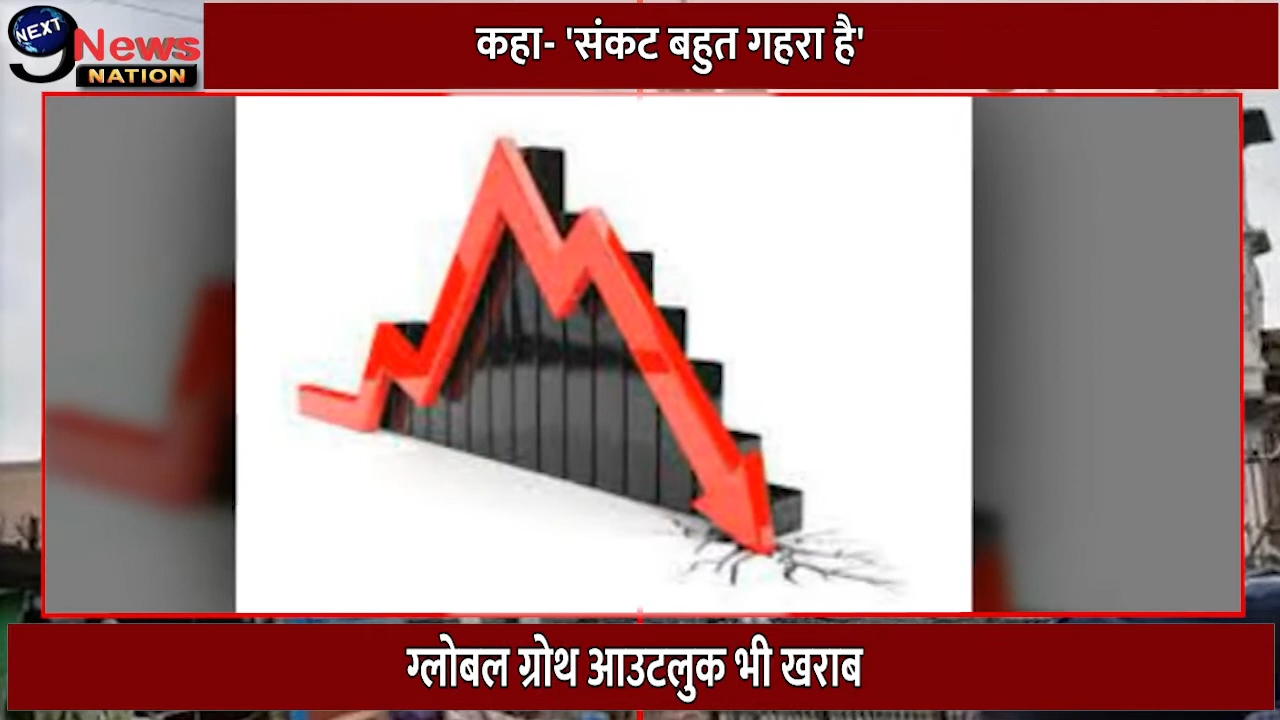 NEXT
9 News
NATION
कहा- 'संकट बहुत गहरा है'
ग्लोबल ग्रोथ आउटलुक भी खराब